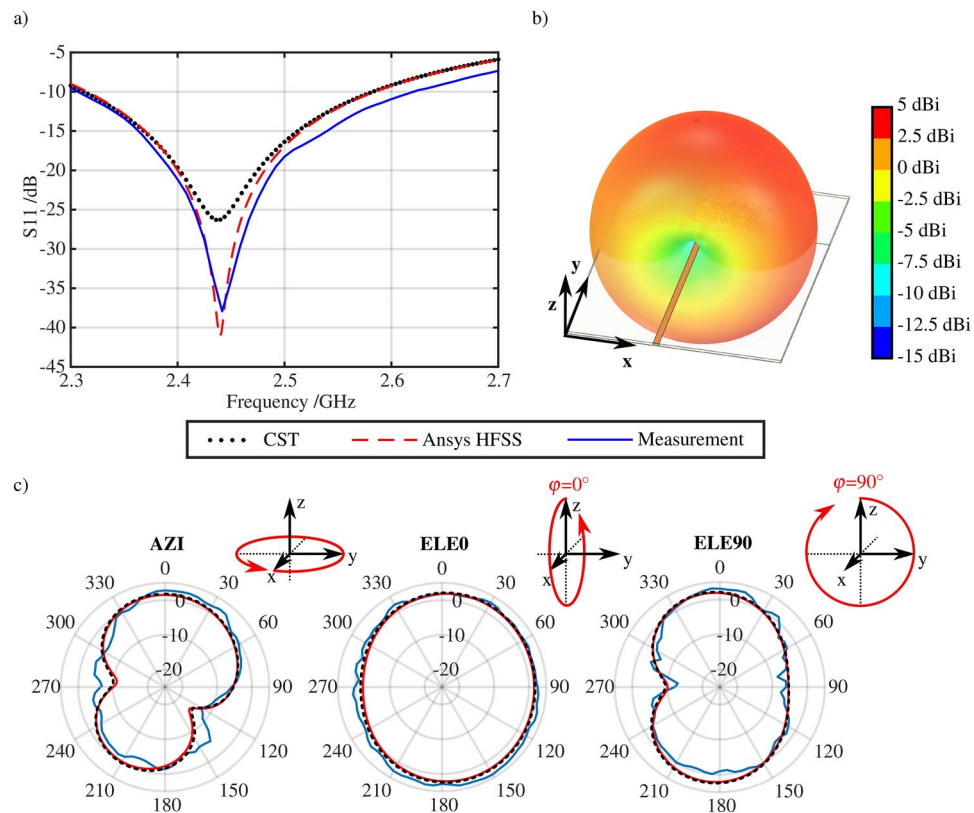 a)
b)
S11 /dB
-5
-10
-15
-20
-25
-30
-35
-40
-45
2.3
2.4
2.5
2.6
2.7
Frequency /GHz
z
y
x
5 dBi
2.5 dBi
0 dBi
-2.5 dBi
-5 dBi
-7.5 dBi
-10 dBi
-12.5 dBi
-15 dBi
CST
Ansys HFSS
Measurement
c)
AZI
z
y
x
0
30
60
90
120
150
180
210
240
270
300
330
0
-10
-20
ELE0
φ=0°
z
y
x
0
30
60
90
120
150
180
210
240
270
300
330
0
-10
-20
ELE90
φ=90°
z
y
x
0
30
60
90
120
150
180
210
240
270
300
330
0
-10
-20